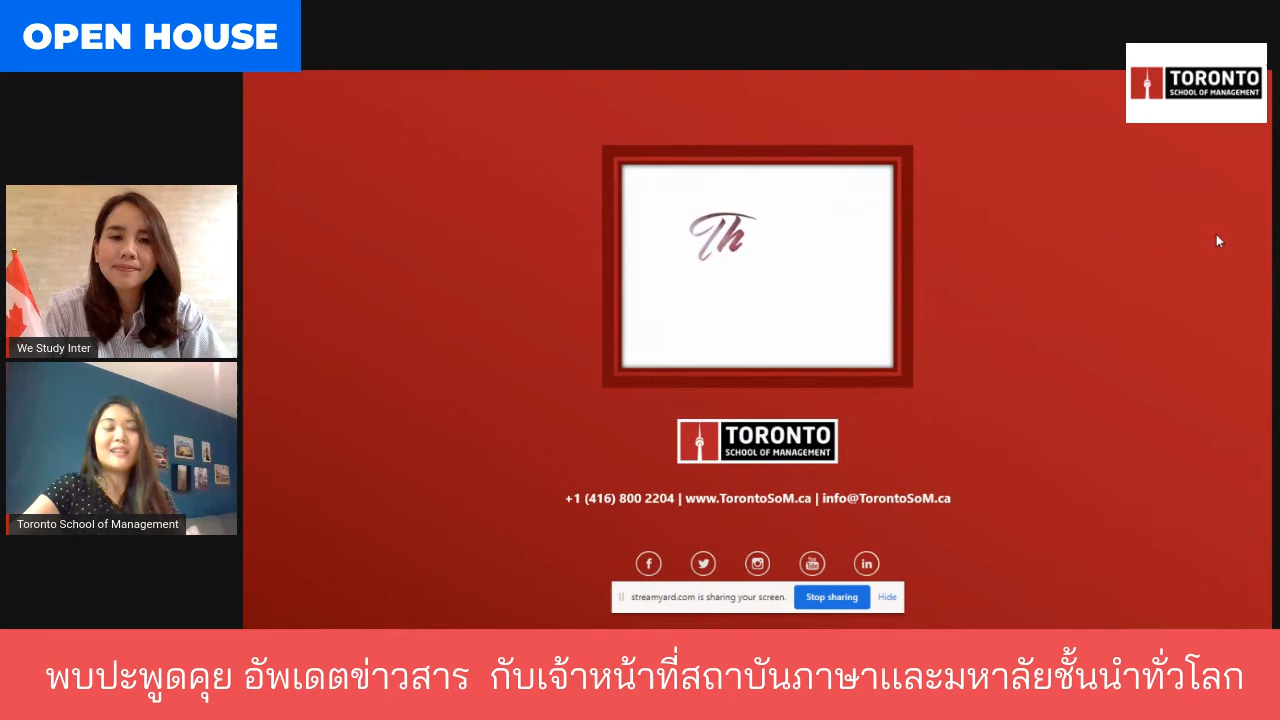 OPEN HOUSE
TORONTO
SCHOOL OF MANAGEMENT
Th
We Study Inter
Toronto School of Management
TORONTO
SCHOOL OF MANAGEMENT
+1 (416) 800 2204 | www.TorontoSoM.ca | info@TorontoSoM.ca
f You Tube in
streamyard.com is sharing your screen. Stop sharing Hide
พบปะพูดคุย อัพเดตข่าวสาร กับเจ้าหน้าที่สถาบันภาษาและมหาลัยชั้นนำทั่วโลก